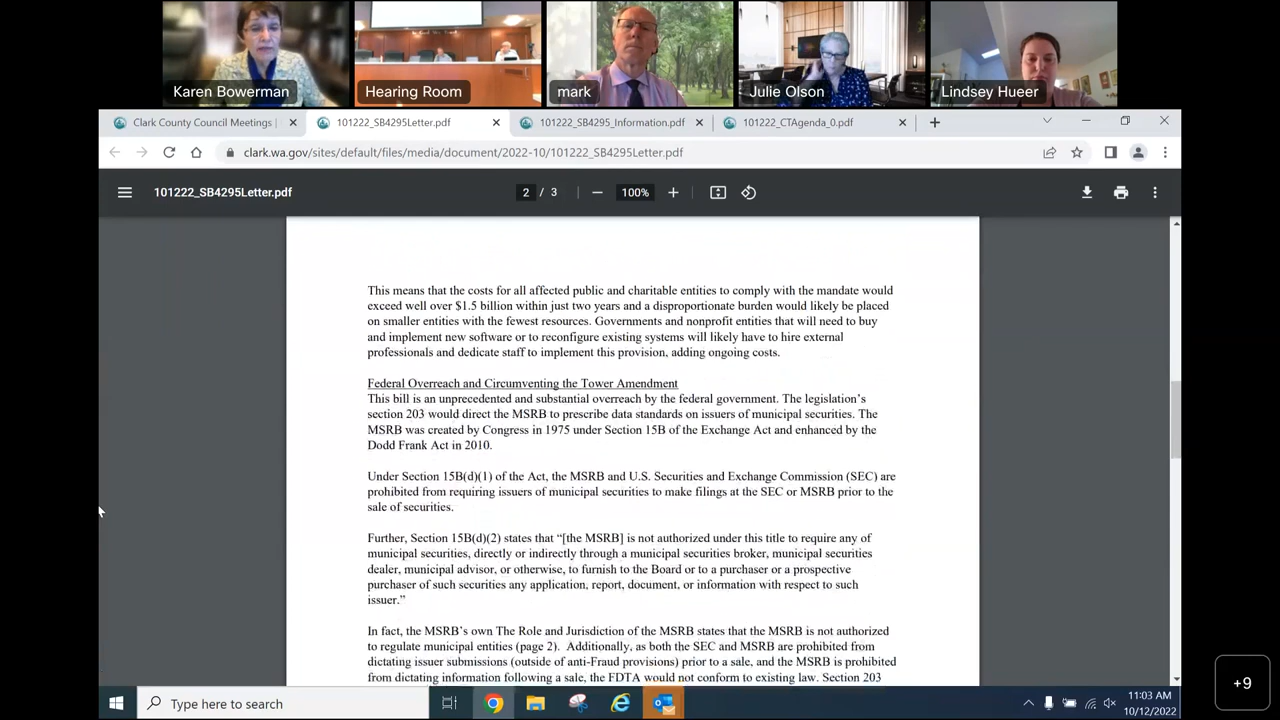 Karen Bowerman
Hearing Room
mark
Julie Olson
Lindsey Hueer
Clark County Council Meetings |
101222_SB4295Letter.pdf
101222_SB4295_Information.pdf
101222_CTAgenda_0.pdf
clark.wa.gov/sites/default/files/media/document/2022-10/101222_SB4295Letter.pdf
101222_SB4295Letter.pdf
2 / 3
100%
This means that the costs for all affected public and charitable entities to comply with the mandate would
exceed well over $1.5 billion within just two years and a disproportionate burden would likely be placed
on smaller entities with the fewest resources. Governments and nonprofit entities that will need to buy
and implement new software or to reconfigure existing systems will likely have to hire external
professionals and dedicate staff to implement this provision, adding ongoing costs.
Federal Overreach and Circumventing the Tower Amendment
This bill is an unprecedented and substantial overreach by the federal government. The legislation's
section 203 would direct the MSRB to prescribe data standards on issuers of municipal securities. The
MSRB was created by Congress in 1975 under Section 15B of the Exchange Act and enhanced by the
Dodd Frank Act in 2010.
Under Section 15B(d)(1) of the Act, the MSRB and U.S. Securities and Exchange Commission (SEC) are
prohibited from requiring issuers of municipal securities to make filings at the SEC or MSRB prior to the
sale of securities.
Further, Section 15B(d)(2) states that “[the MSRB] is not authorized under this title to require any of
municipal securities, directly or indirectly through a municipal securities broker, municipal securities
dealer, municipal advisor, or otherwise, to furnish to the Board or to a purchaser or a prospective
purchaser of such securities any application, report, document, or information with respect to such
issuer.”
In fact, the MSRB's own The Role and Jurisdiction of the MSRB states that the MSRB is not authorized
to regulate municipal entities (page 2).  Additionally, as both the SEC and MSRB are prohibited from
dictating issuer submissions (outside of anti-Fraud provisions) prior to a sale, and the MSRB is prohibited
from dictating information following a sale, the FDTA would not conform to existing law. Section 203
Type here to search
11:03 AM
10/12/2022
+9